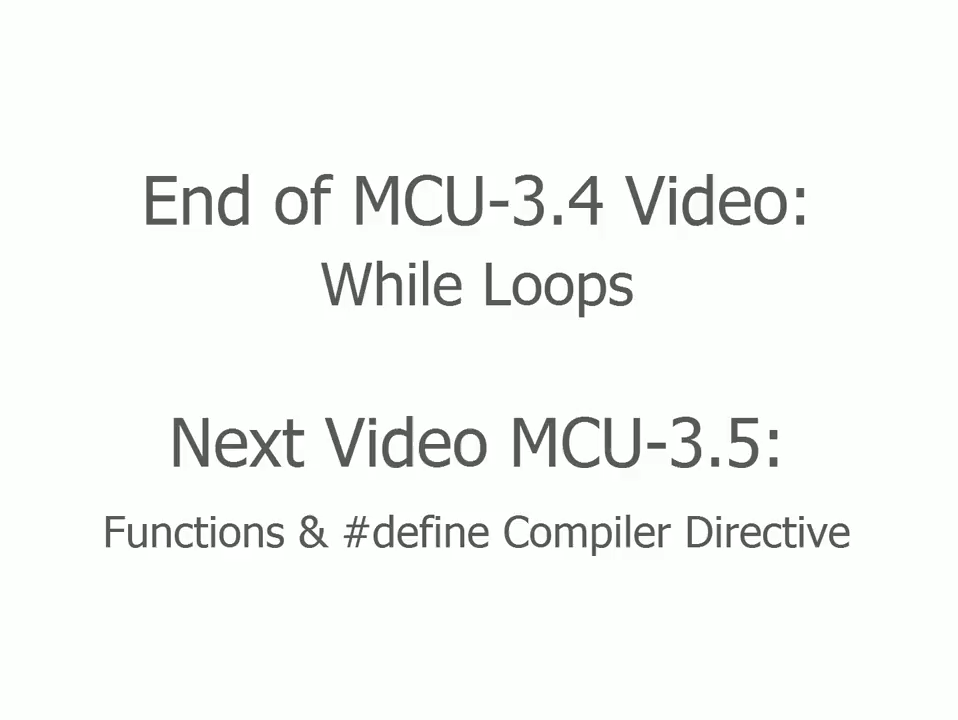 End of MCU-3.4 Video:
While Loops
Next Video MCU-3.5:
Functions & #define Compiler Directive